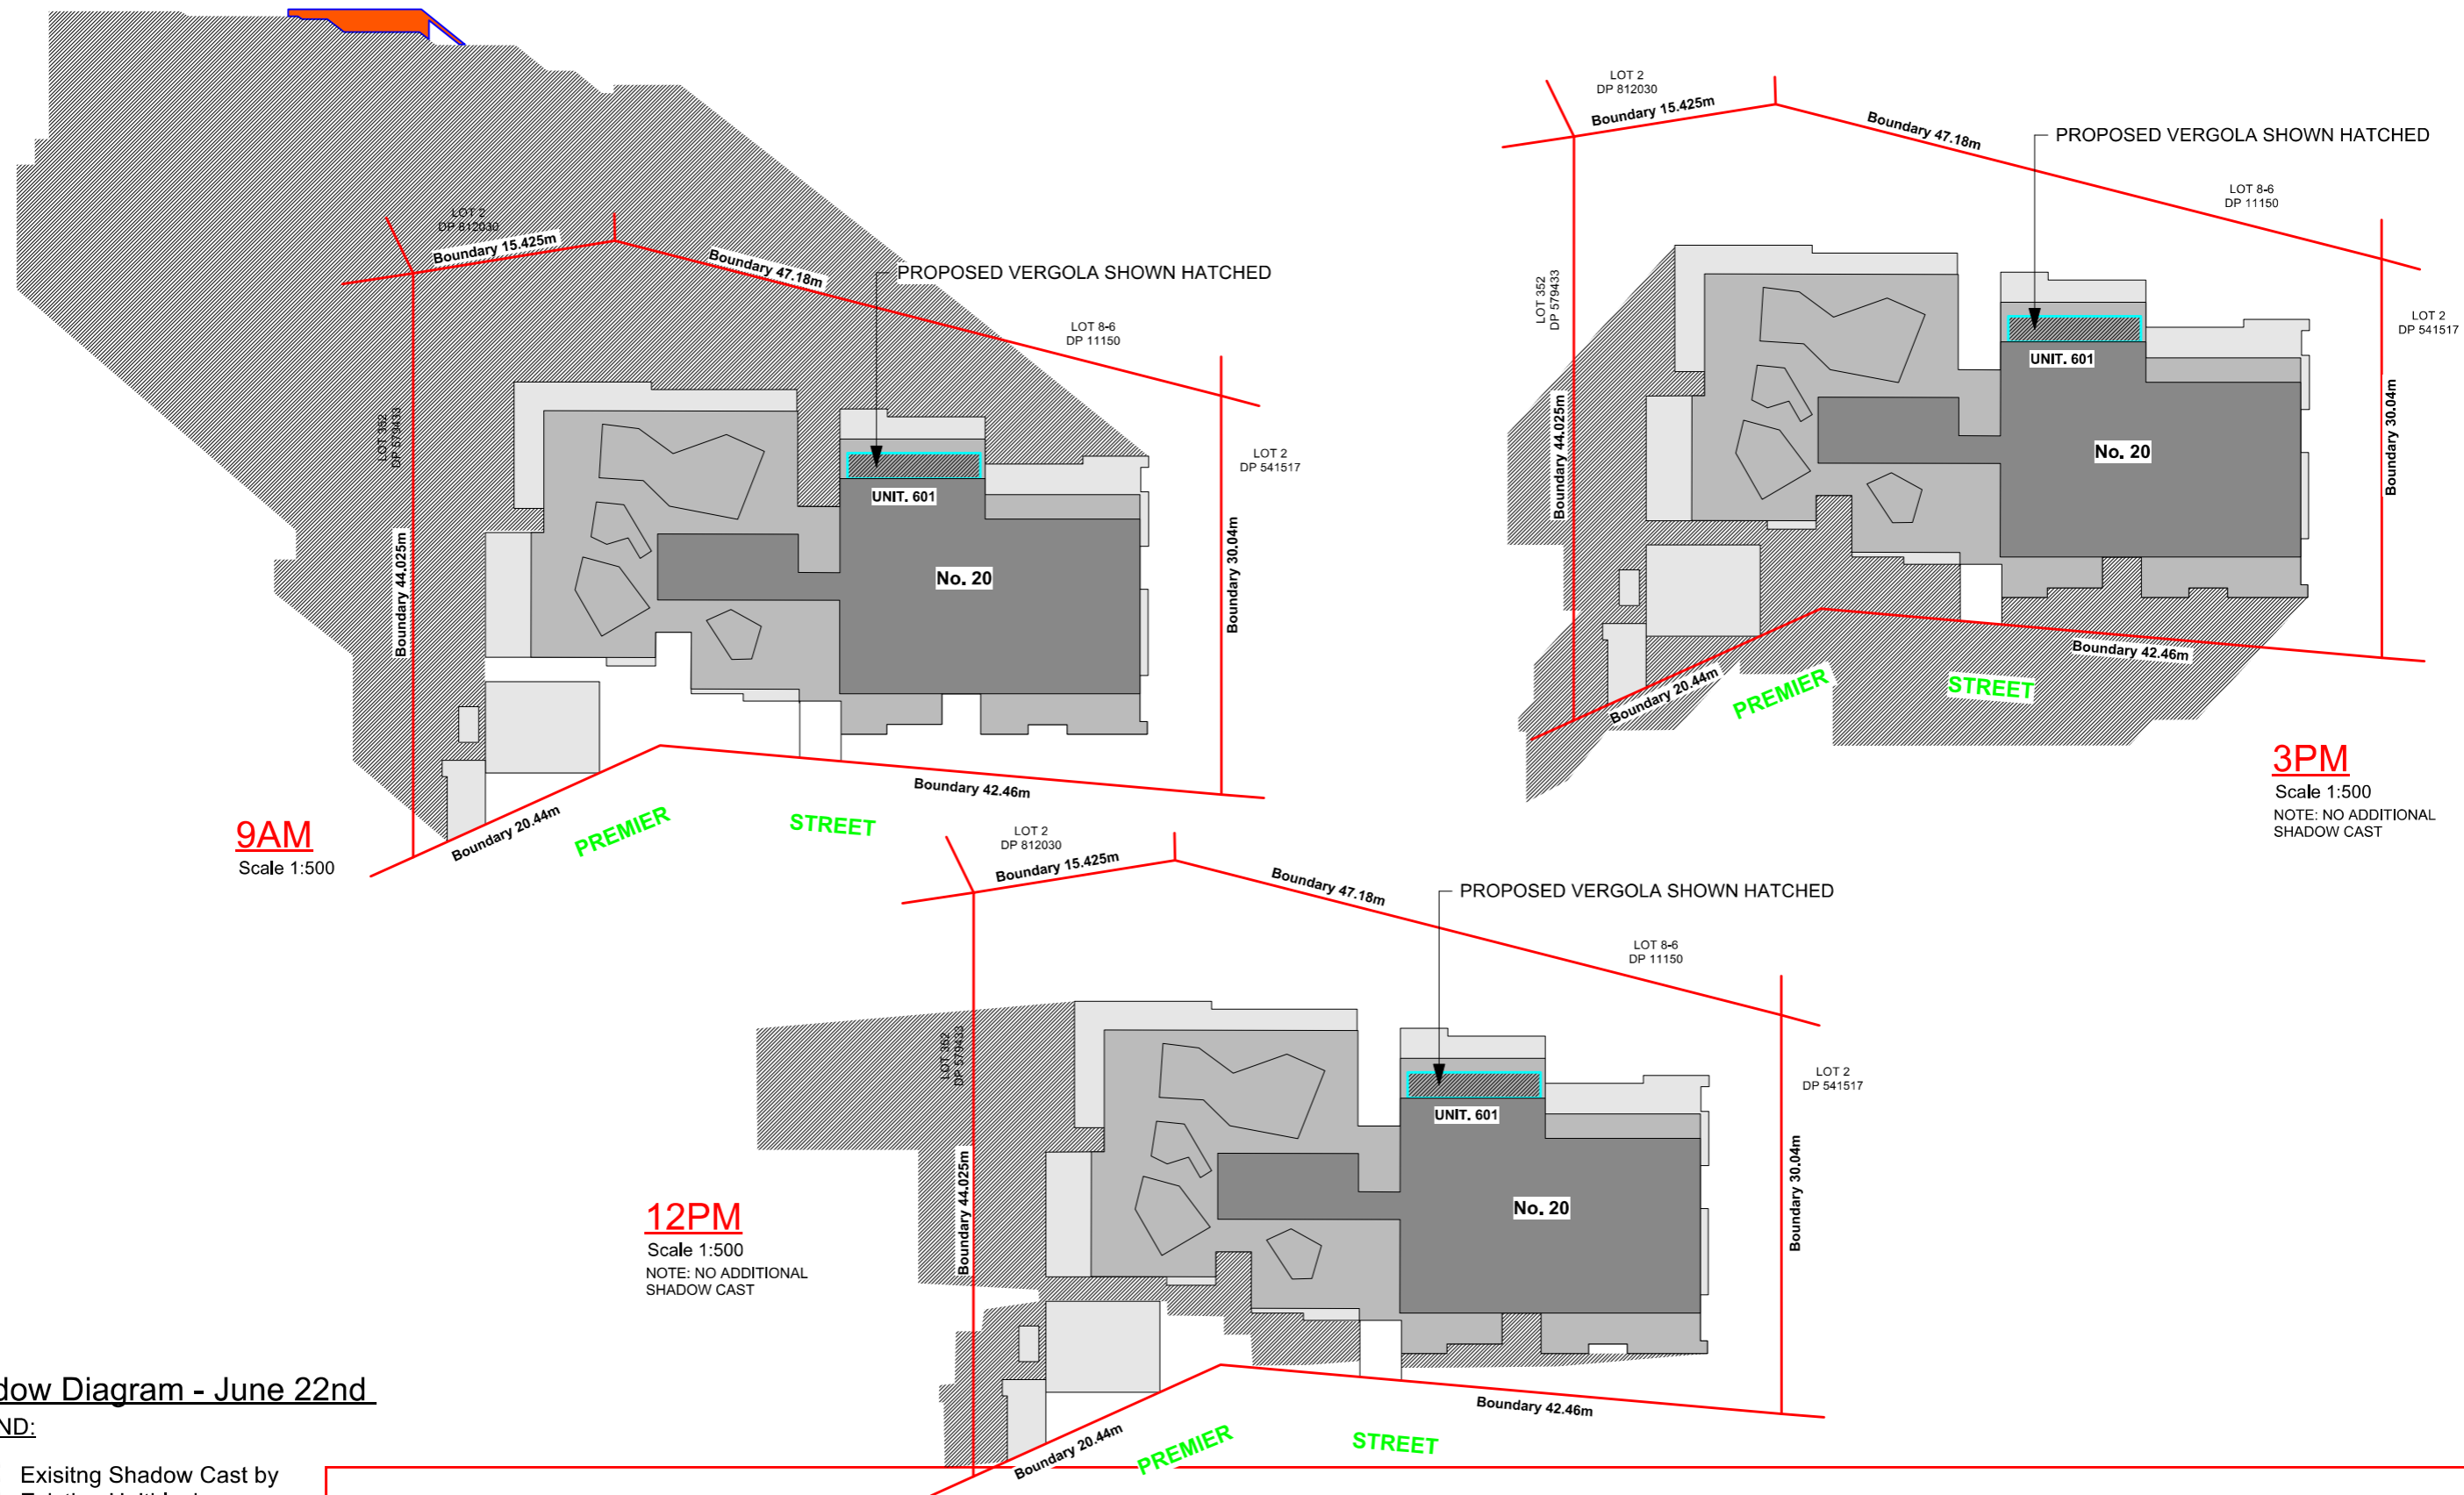 LOT 2
DP 812030
Boundary 15.425m
Boundary 47.18m
PROPOSED VERGOLA SHOWN HATCHED
LOT 8-6
DP 11150
LOT 352
DP 579433
LOT 2
DP 541517
UNIT. 601
No. 20
Boundary 44.025m
Boundary 30.04m
Boundary 42.46m
Boundary 20.44m
PREMIER STREET
9AM
Scale 1:500
LOT 2
DP 812030
Boundary 15.425m
Boundary 47.18m
PROPOSED VERGOLA SHOWN HATCHED
LOT 8-6
DP 11150
LOT 352
DP 579433
LOT 2
DP 541517
UNIT. 601
No. 20
Boundary 44.025m
Boundary 30.04m
Boundary 42.46m
Boundary 20.44m
PREMIER STREET
3PM
Scale 1:500
NOTE: NO ADDITIONAL
SHADOW CAST
LOT 2
DP 812030
Boundary 15.425m
Boundary 47.18m
PROPOSED VERGOLA SHOWN HATCHED
LOT 8-6
DP 11150
LOT 352
DP 579433
LOT 2
DP 541517
UNIT. 601
No. 20
Boundary 44.025m
Boundary 30.04m
Boundary 42.46m
Boundary 20.44m
PREMIER STREET
12PM
Scale 1:500
NOTE: NO ADDITIONAL
SHADOW CAST
dow Diagram - June 22nd
ND:
Exisitng Shadow Cast by